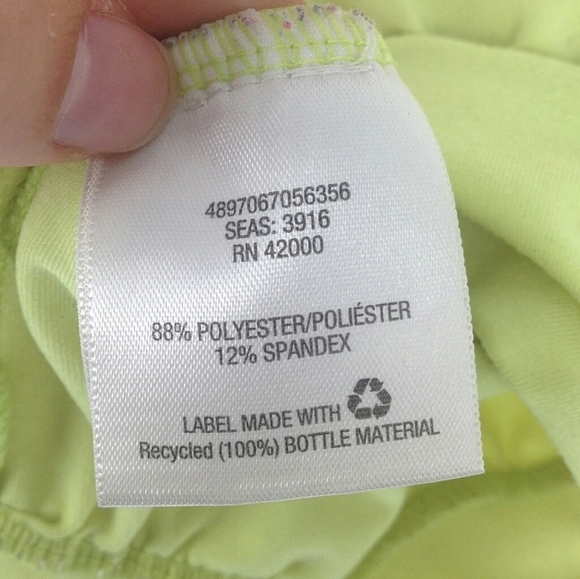 4897067056356
SEAS: 3916
RN 42000
88% POLYESTER/POLIÉSTER
12% SPANDEX
LABEL MADE WITH
Recycled (100%) BOTTLE MATERIAL